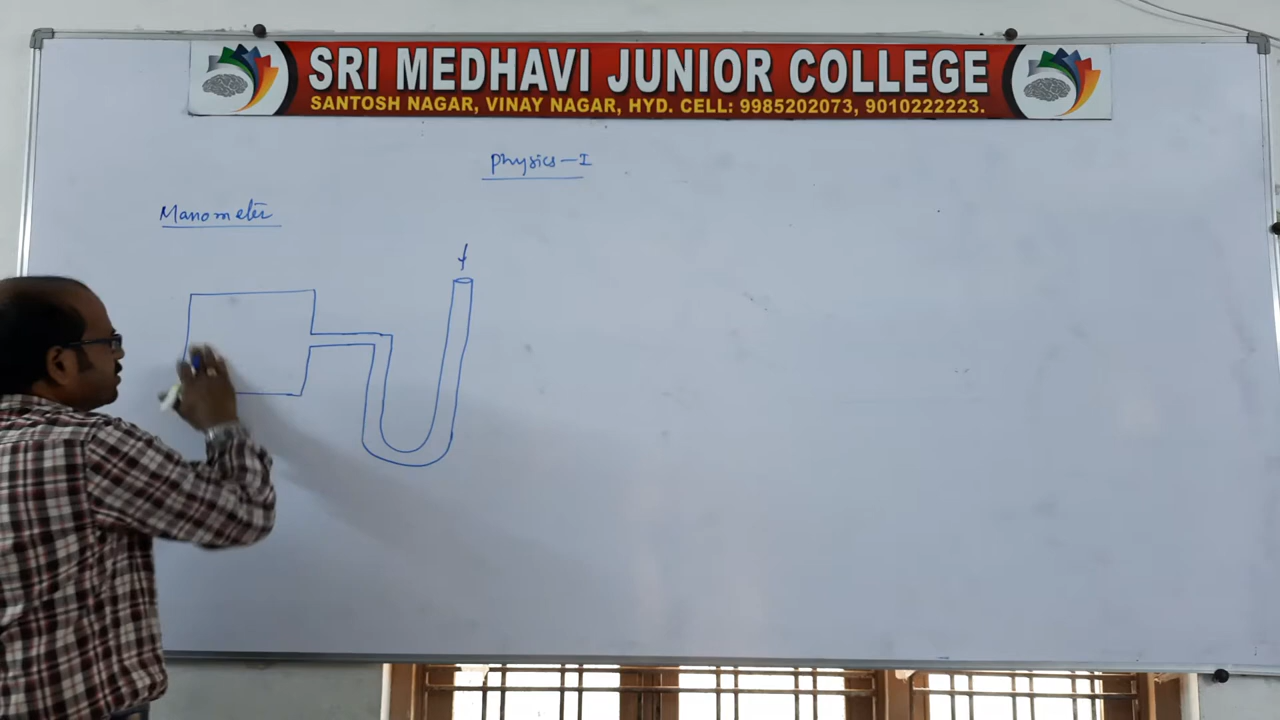 SRI MEDHAVI JUNIOR COLLEGE
SANTOSH NAGAR, VINAY NAGAR, HYD. CELL: 9985202073, 9010222223.
Physics-I
Manometer